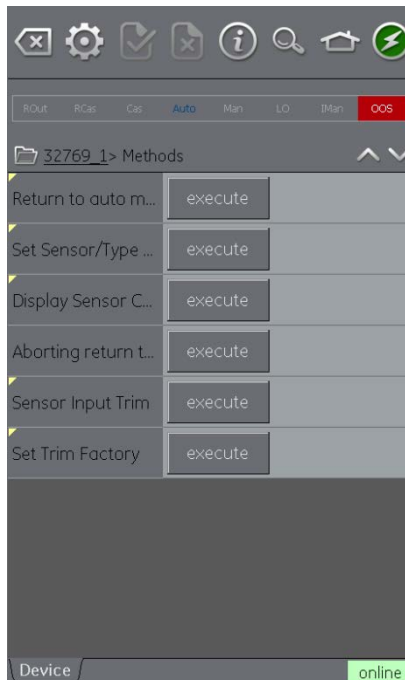 ROut RCas Cas Auto Man LO IMan OOS
32769_1> Methods
Return to auto m... execute
Set Sensor/Type ... execute
Display Sensor C... execute
Aborting return t... execute
Sensor Input Trim execute
Set Trim Factory execute
Device online